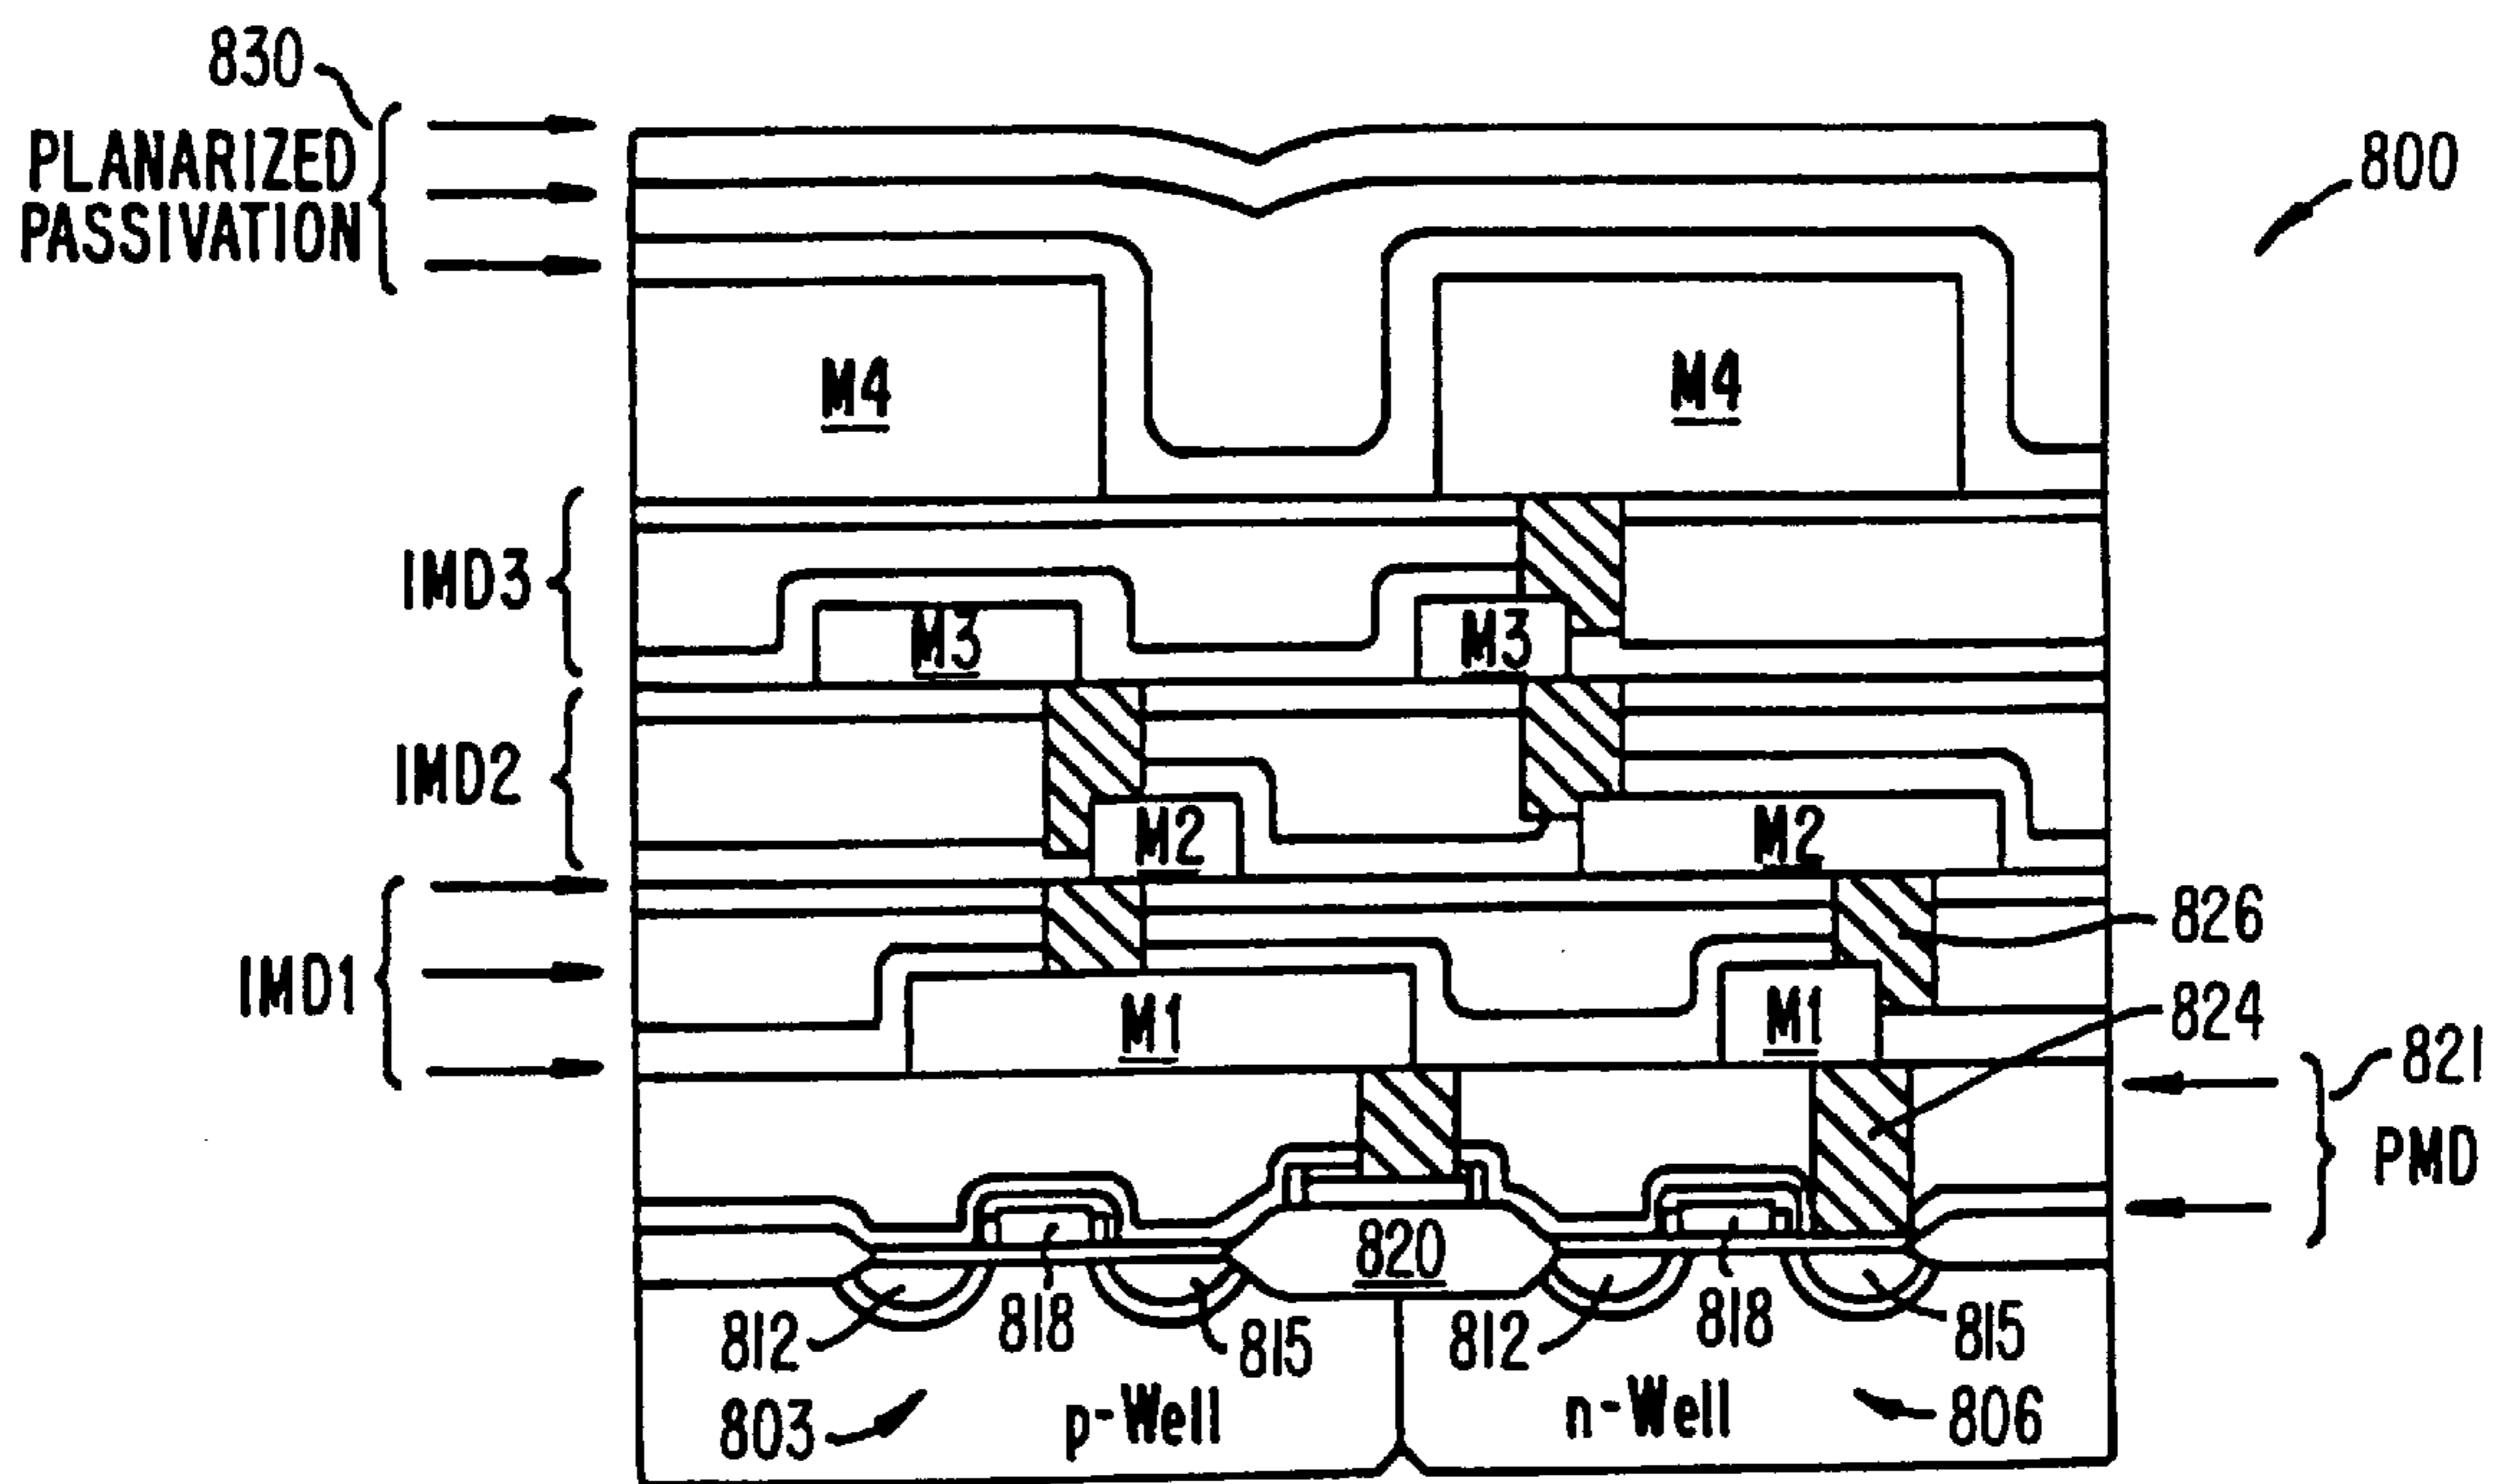 830
PLANARIZED
PASSIVATION
800
M4 M4
IMD3
M3 M3
IMD2
M2 M2
826
IMD1
M1 M1
824
821
PMD
820
812 818 815 812 818 815
803 p-Well n-Well 806